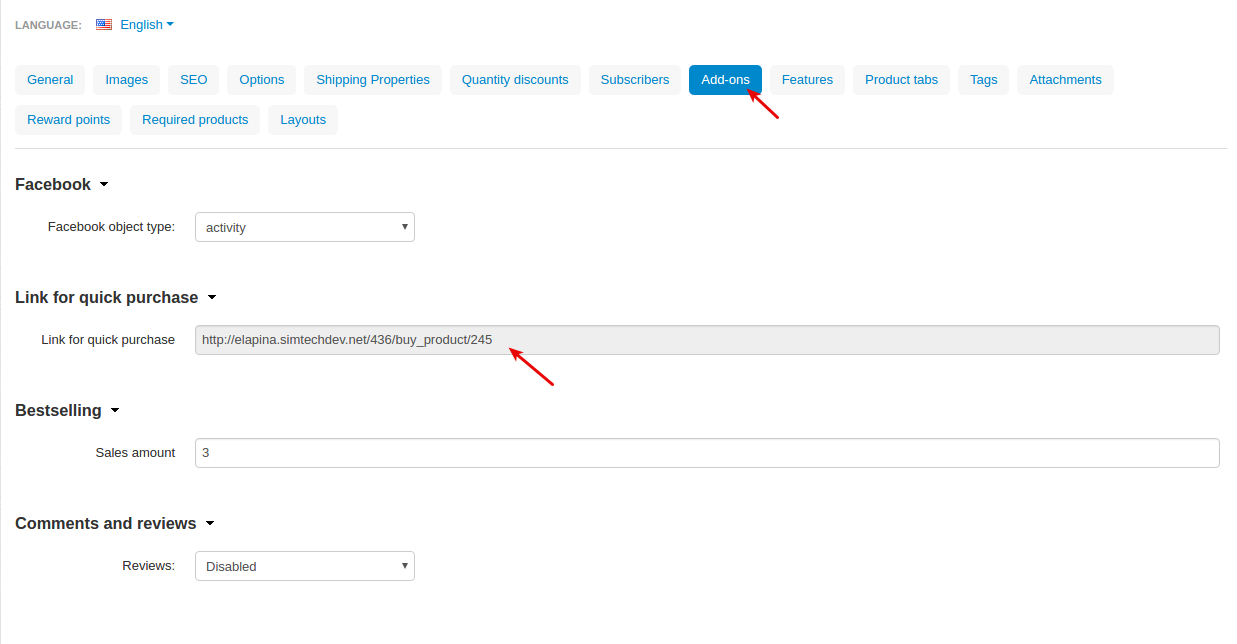 LANGUAGE: English
General Images SEO Options Shipping Properties Quantity discounts Subscribers Add-ons Features Product tabs Tags Attachments
Reward points Required products Layouts
Facebook
Facebook object type: activity
Link for quick purchase
Link for quick purchase http://elapina.simtechdev.net/436/buy_product/245
Bestselling
Sales amount 3
Comments and reviews
Reviews: Disabled